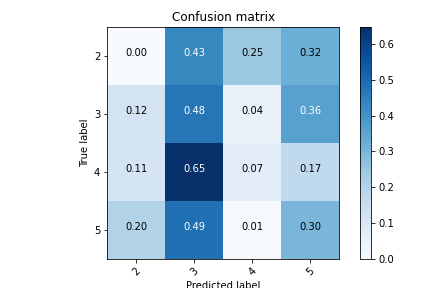 Confusion matrix
True label
2 0.00 0.43 0.25 0.32
3 0.12 0.48 0.04 0.36
4 0.11 0.65 0.07 0.17
5 0.20 0.49 0.01 0.30
2 3 4 5
Predicted label
0.6
0.5
0.4
0.3
0.2
0.1
0.0